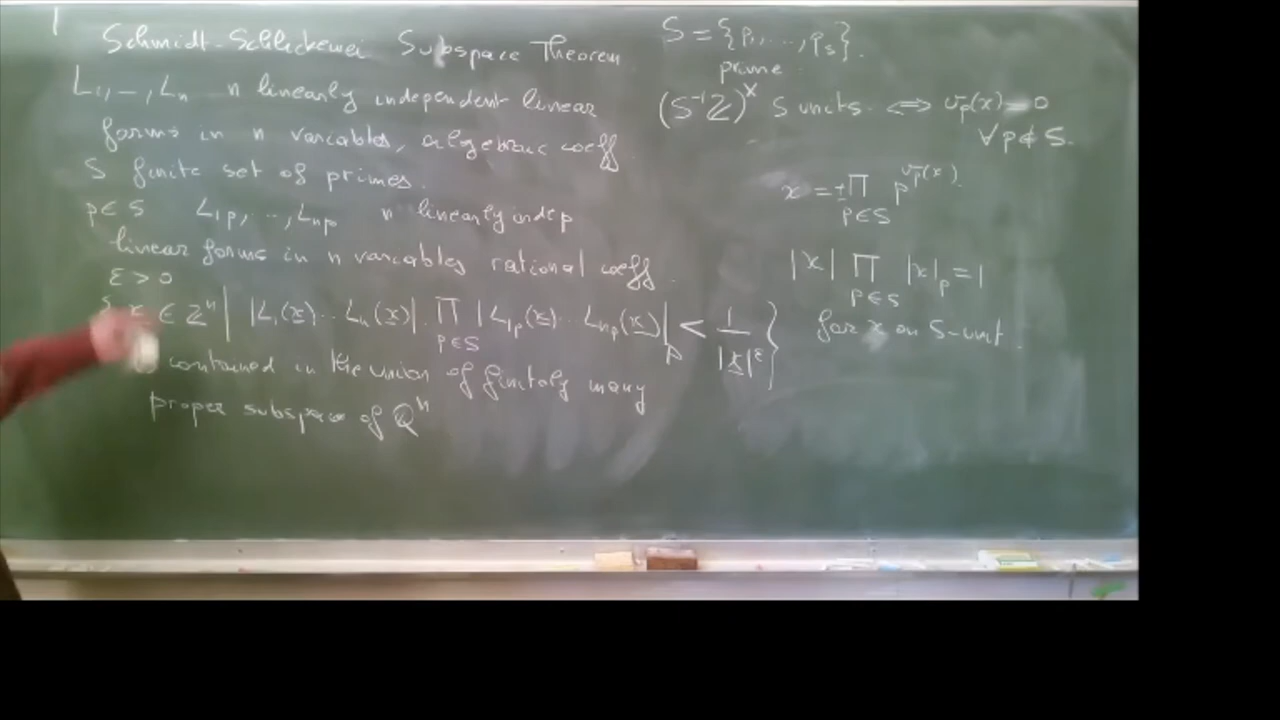 Schmidt-Schlickewei Subspace Theorem
L₁, –, Lₙ n linearly independent linear
forms in n variables, algebraic coeff.
S finite set of primes.
p∈S L₁ₚ, ..., Lₙₚ n linearly indep
linear forms in n variables rational coeff.
ε > 0
{x ∈ ℤⁿ | |L₁(x)...Lₙ(x)|. ∏_{p∈S} |L₁ₚ(x)...Lₙₚ(x)|ₚ < 1/|x|^ε}
contained in the union of finitely many
proper subspace of ℚⁿ
S = {p₁, ..., pₛ}.
prime
(S⁻¹ℤ)^× S units. ⟺ vₚ(x) = 0
∀ p ∉ S.
x = ± ∏_{p∈S} p^{vₚ(x)}.
|x| ∏_{p∈S} |x|ₚ = 1
for x an S-unit.